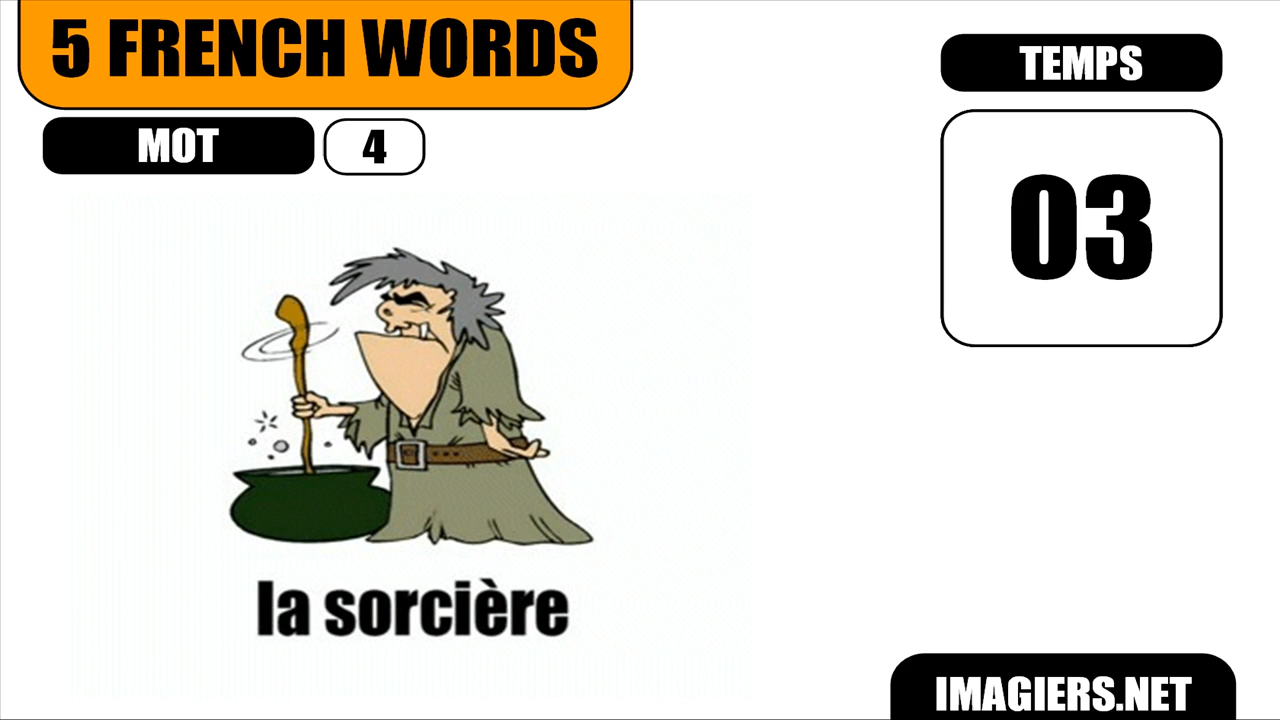 5 FRENCH WORDS
MOT 4
TEMPS
03
la sorcière
IMAGIERS.NET